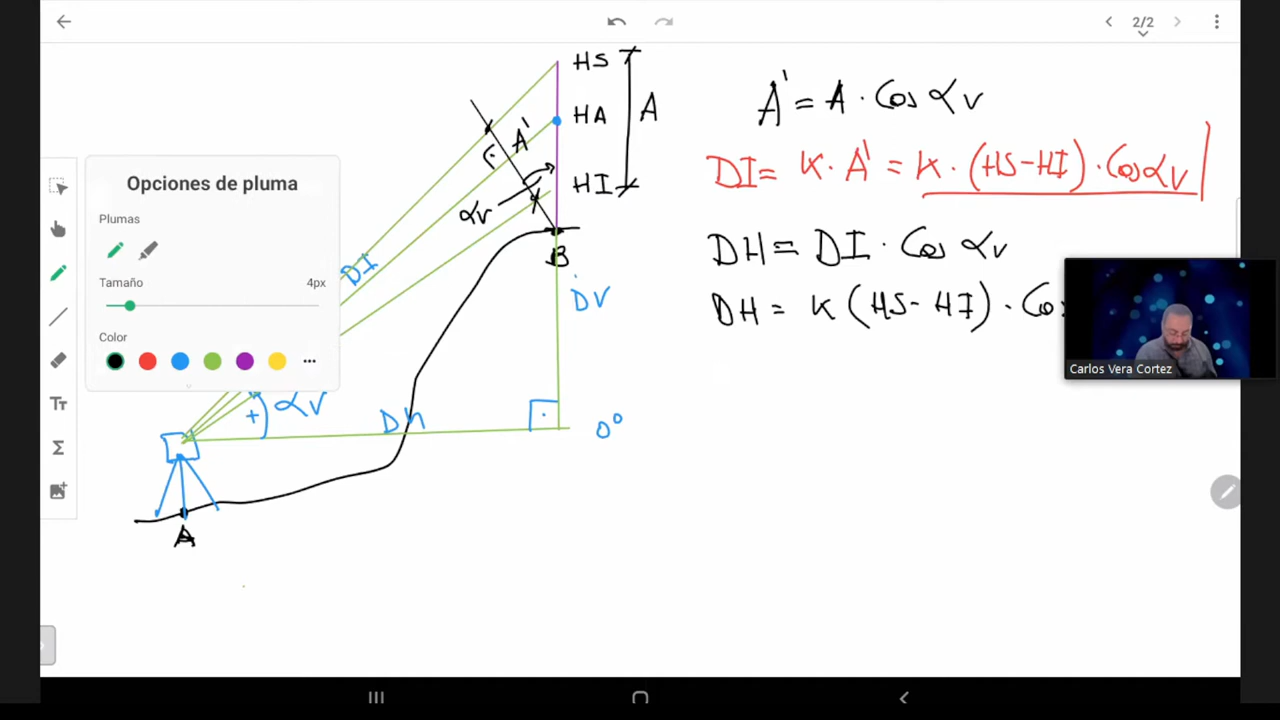 2/2
HS
A' = A · Cos αv
HA
A
A'
DI = K · A' = K · (HS-HI) · Cos αv
HI
Opciones de pluma
αv
Plumas
DH = DI · Cos αv
B
DI
Carlos Vera Cortez
Tamaño
4px
DV
DH = K (HS-HI) · Co
Color
αv
+
Dh
0°
A